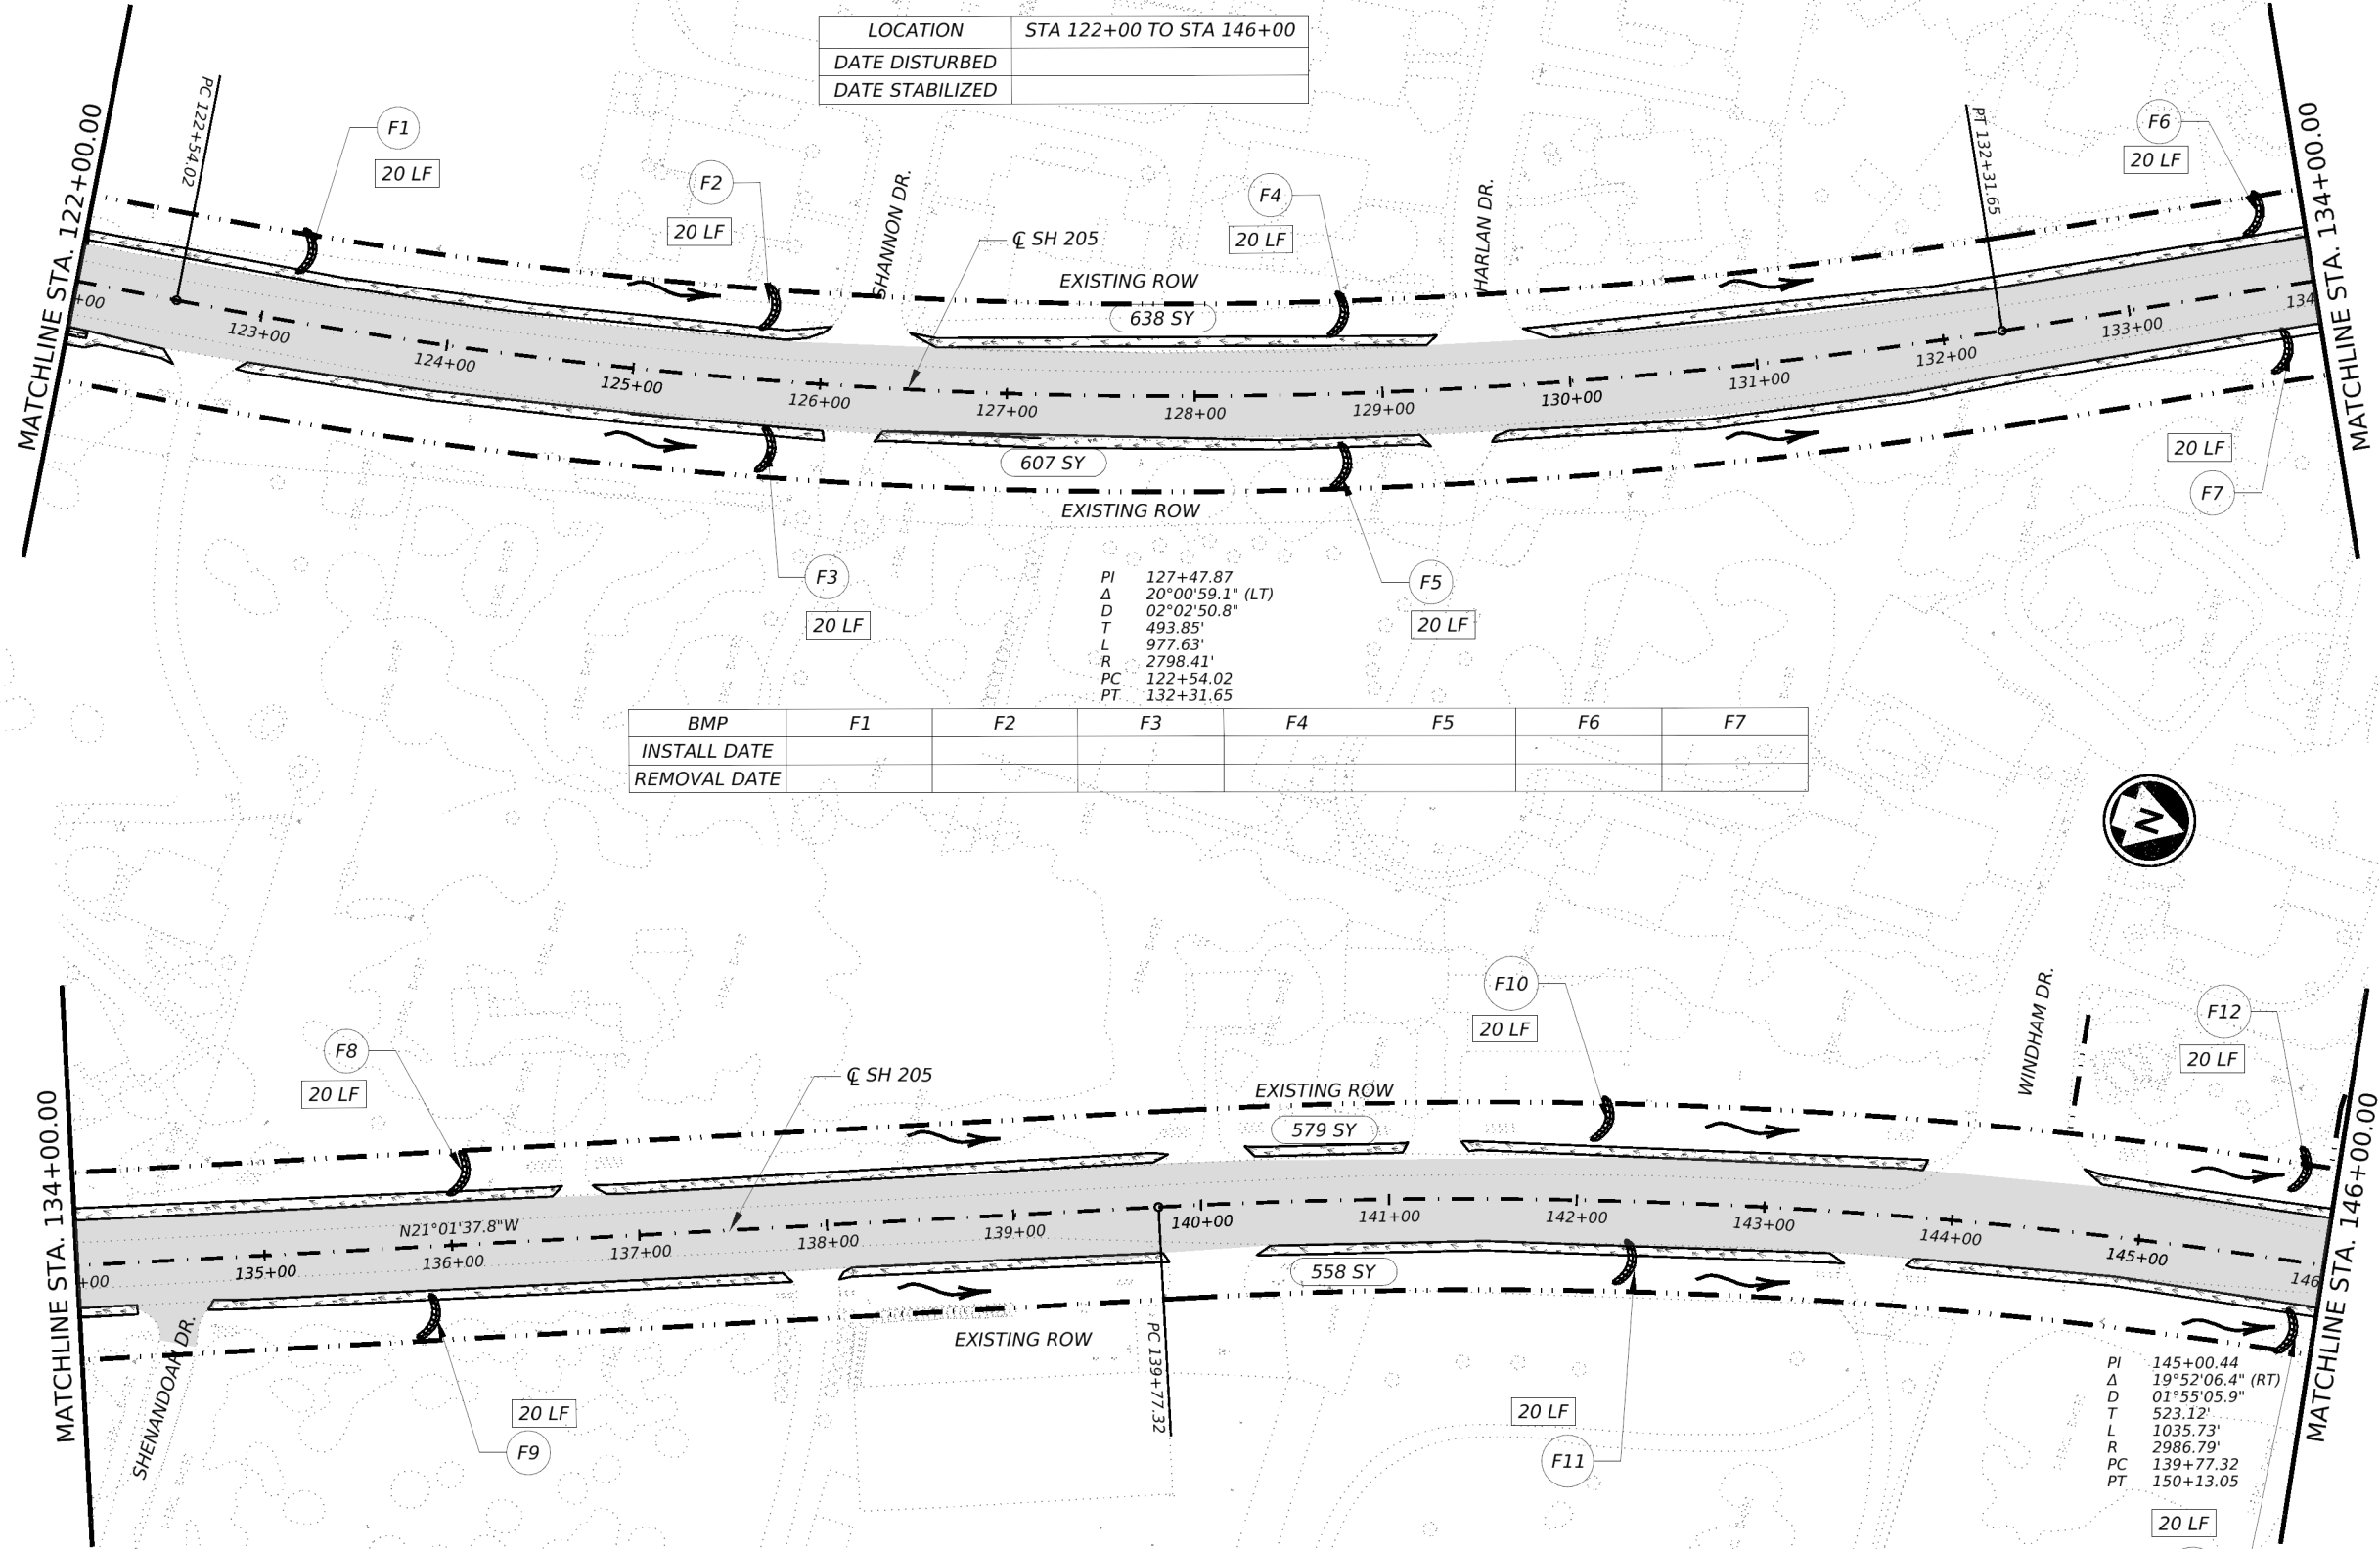 LOCATION STA 122+00 TO STA 146+00
DATE DISTURBED
DATE STABILIZED
MATCHLINE STA. 122+00.00
PC 122+54.02
F1
20 LF
F2
20 LF
SHANNON DR.
℄ SH 205
EXISTING ROW
638 SY
F4
20 LF
HARLAN DR.
PT 132+31.65
F6
20 LF
MATCHLINE STA. 134+00.00
+00
123+00
124+00
125+00
126+00
127+00
128+00
129+00
130+00
131+00
132+00
133+00
134
607 SY
EXISTING ROW
20 LF
F7
F3
20 LF
F5
20 LF
PI 127+47.87
Δ 20°00'59.1" (LT)
D 02°02'50.8"
T 493.85'
L 977.63'
R 2798.41'
PC 122+54.02
PT 132+31.65
BMP F1 F2 F3 F4 F5 F6 F7
INSTALL DATE
REMOVAL DATE
N
MATCHLINE STA. 134+00.00
F8
20 LF
℄ SH 205
EXISTING ROW
579 SY
F10
20 LF
WINDHAM DR.
F12
20 LF
MATCHLINE STA. 146+00.00
N21°01'37.8"W
+00
135+00
136+00
137+00
138+00
139+00
140+00
141+00
142+00
143+00
144+00
145+00
146
558 SY
SHENANDOAH DR.
EXISTING ROW
PC 139+77.32
20 LF
F9
20 LF
F11
PI 145+00.44
Δ 19°52'06.4" (RT)
D 01°55'05.9"
T 523.12'
L 1035.73'
R 2986.79'
PC 139+77.32
PT 150+13.05
20 LF